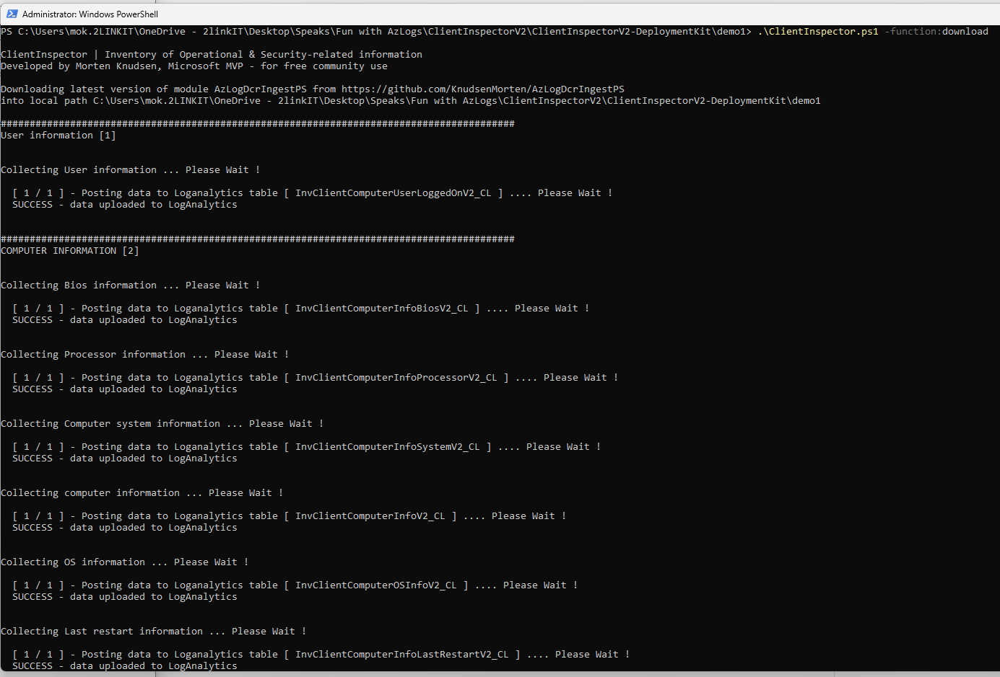 Administrator: Windows PowerShell
PS C:\Users\mok.2LINKIT\OneDrive - 2linkIT\Desktop\Speaks\Fun with AzLogs\ClientInspectorV2\ClientInspectorV2-DeploymentKit\demo1> .\ClientInspector.ps1 -function:download
ClientInspector | Inventory of Operational & Security-related information
Developed by Morten Knudsen, Microsoft MVP - for free community use
Downloading latest version of module AzLogDcrIngestPS from https://github.com/KnudsenMorten/AzLogDcrIngestPS
into local path C:\Users\mok.2LINKIT\OneDrive - 2linkIT\Desktop\Speaks\Fun with AzLogs\ClientInspectorV2\ClientInspectorV2-DeploymentKit\demo1
#########################################################################################
User information [1]
Collecting User information ... Please Wait !
[ 1 / 1 ] - Posting data to Loganalytics table [ InvClientComputerUserLoggedOnV2_CL ] .... Please Wait !
SUCCESS - data uploaded to LogAnalytics
#########################################################################################
COMPUTER INFORMATION [2]
Collecting Bios information ... Please Wait !
[ 1 / 1 ] - Posting data to Loganalytics table [ InvClientComputerInfoBiosV2_CL ] .... Please Wait !
SUCCESS - data uploaded to LogAnalytics
Collecting Processor information ... Please Wait !
[ 1 / 1 ] - Posting data to Loganalytics table [ InvClientComputerInfoProcessorV2_CL ] .... Please Wait !
SUCCESS - data uploaded to LogAnalytics
Collecting Computer system information ... Please Wait !
[ 1 / 1 ] - Posting data to Loganalytics table [ InvClientComputerInfoSystemV2_CL ] .... Please Wait !
SUCCESS - data uploaded to LogAnalytics
Collecting computer information ... Please Wait !
[ 1 / 1 ] - Posting data to Loganalytics table [ InvClientComputerInfoV2_CL ] .... Please Wait !
SUCCESS - data uploaded to LogAnalytics
Collecting OS information ... Please Wait !
[ 1 / 1 ] - Posting data to Loganalytics table [ InvClientComputerOSInfoV2_CL ] .... Please Wait !
SUCCESS - data uploaded to LogAnalytics
Collecting Last restart information ... Please Wait !
[ 1 / 1 ] - Posting data to Loganalytics table [ InvClientComputerInfoLastRestartV2_CL ] .... Please Wait !
SUCCESS - data uploaded to LogAnalytics